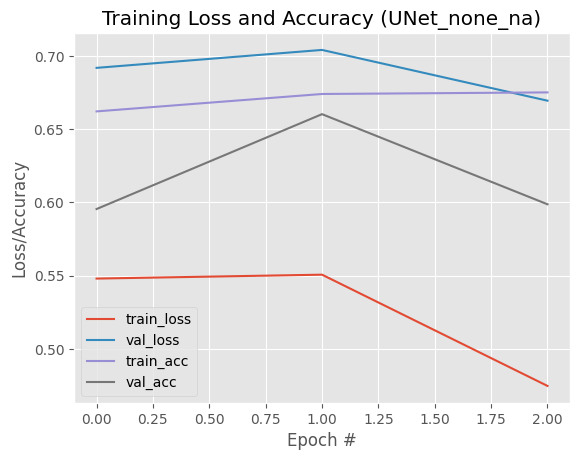 Training Loss and Accuracy (UNet_none_na)
Loss/Accuracy
0.70
0.65
0.60
0.55
0.50
train_loss
val_loss
train_acc
val_acc
0.00 0.25 0.50 0.75 1.00 1.25 1.50 1.75 2.00
Epoch #